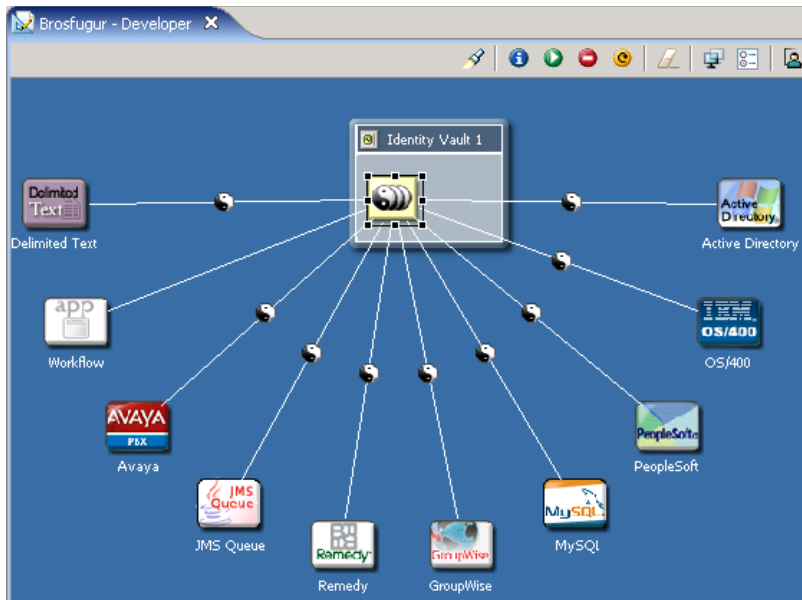 Brosfugur - Developer
Identity Vault 1
Delimited
Text
Delimited Text
Active
Directory
Active Directory
app
Workflow
IBM
OS/400
OS/400
AVAYA
PBX
Avaya
PeopleSoft
PeopleSoft
JMS
Queue
JMS Queue
MySQL
MySQl
Remedy
Remedy
GroupWise
GroupWise